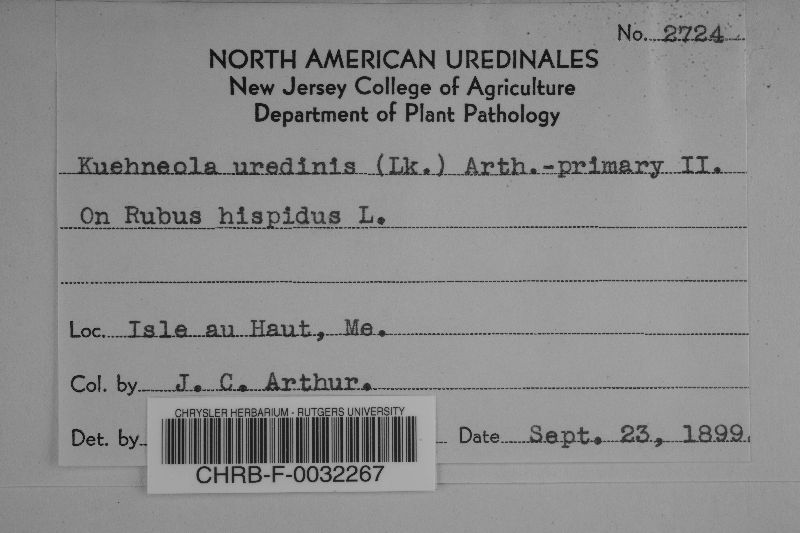 No. 2724
NORTH AMERICAN UREDINALES
New Jersey College of Agriculture
Department of Plant Pathology
Kuehneola uredinis (Lk.) Arth.-primary II.
On Rubus hispidus L.
Loc. Isle au Haut, Me.
Col. by J. C. Arthur.
Det. by Date Sept. 23, 1899.
CHRYSLER HERBARIUM - RUTGERS UNIVERSITY
CHRB-F-0032267